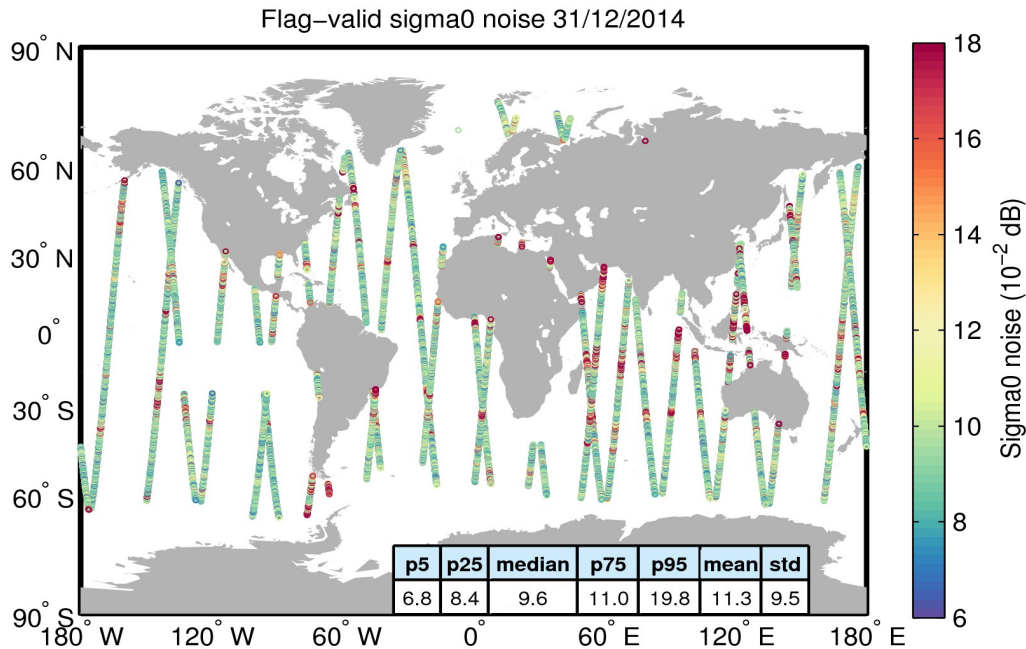 Flag−valid sigma0 noise 31/12/2014
90° N
60° N
30° N
0°
30° S
60° S
90° S
180° W
120° W
60° W
0°
60° E
120° E
180° E
18
16
14
12
10
8
6
Sigma0 noise (10⁻² dB)
p5 p25 median p75 p95 mean std
6.8 8.4 9.6 11.0 19.8 11.3 9.5